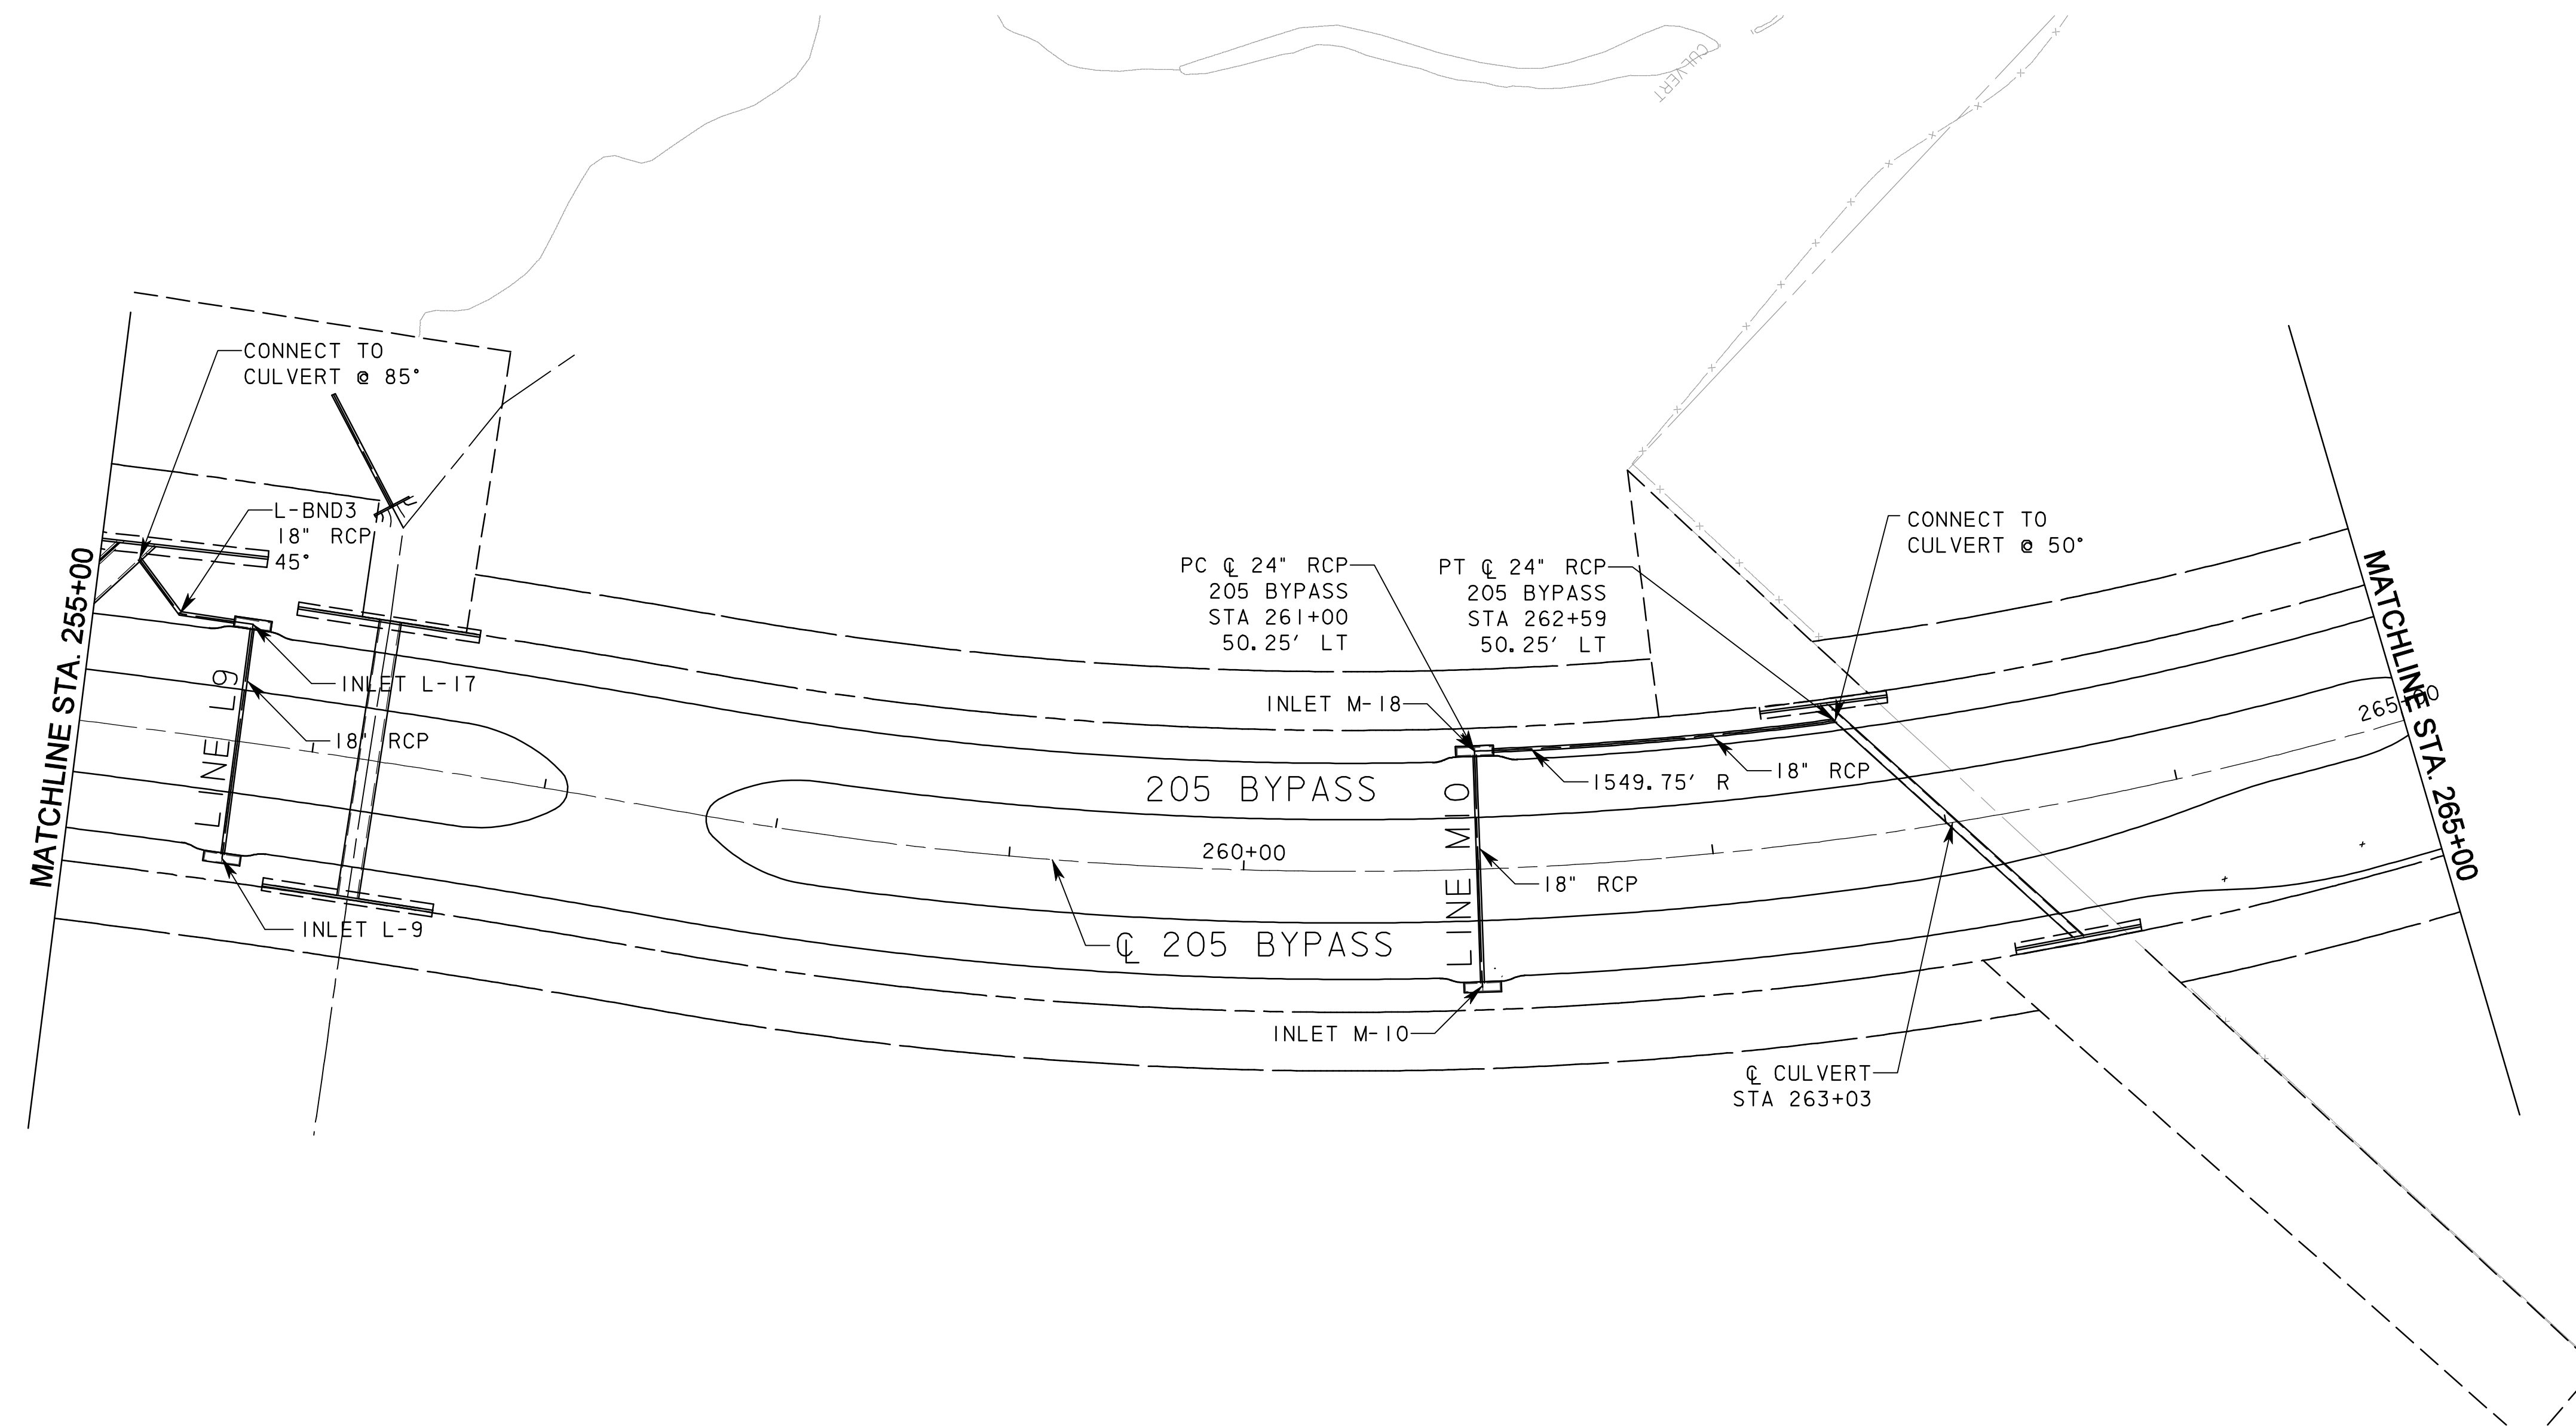 CULVERT
CONNECT TO
CULVERT @ 85°
L-BND3
18" RCP
45°
MATCHLINE STA. 255+00
LINE L9
INLET L-17
18" RCP
INLET L-9
PC ℄ 24" RCP
205 BYPASS
STA 261+00
50.25' LT
PT ℄ 24" RCP
205 BYPASS
STA 262+59
50.25' LT
CONNECT TO
CULVERT @ 50°
INLET M-18
205 BYPASS
1549.75' R
18" RCP
260+00
LINE M10
18" RCP
℄ 205 BYPASS
INLET M-10
℄ CULVERT
STA 263+03
265+00
MATCHLINE STA. 265+00